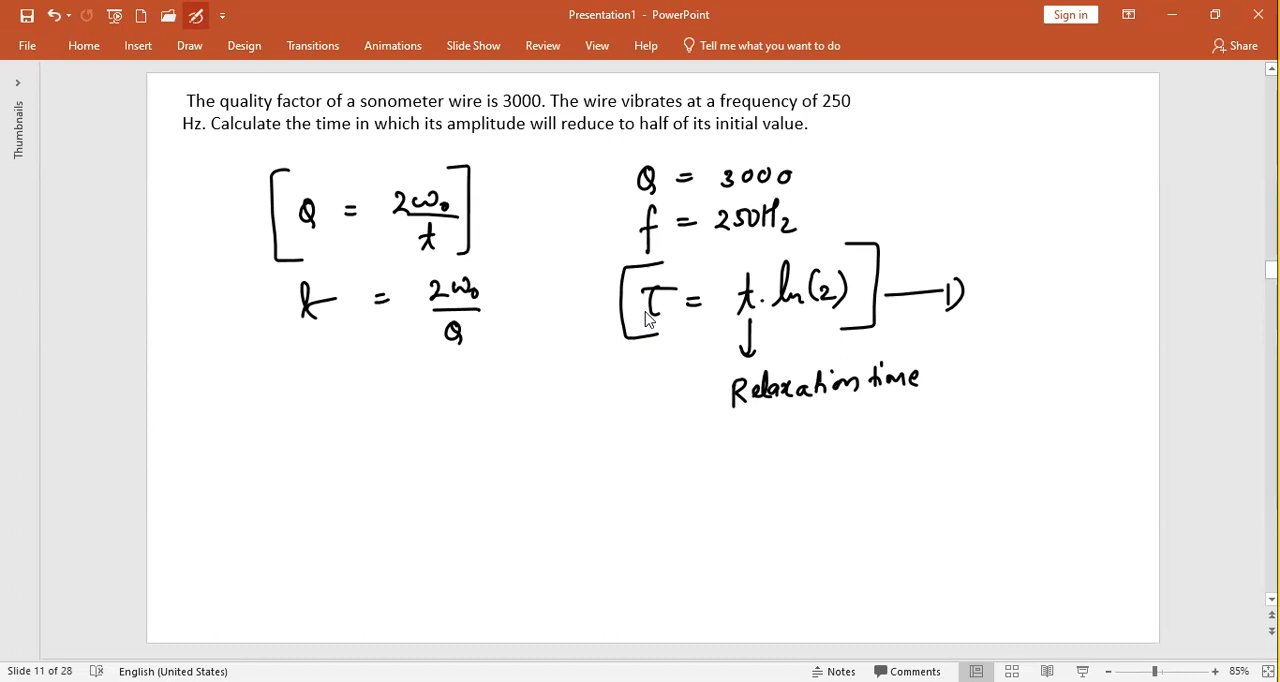 Presentation1 - PowerPoint
Sign in
File Home Insert Draw Design Transitions Animations Slide Show Review View Help Tell me what you want to do Share
Thumbnails
The quality factor of a sonometer wire is 3000. The wire vibrates at a frequency of 250
Hz. Calculate the time in which its amplitude will reduce to half of its initial value.
[Q = 2ω₀/t]
t = 2ω₀/Q
Q = 3000
f = 250Hz
[τ = t. ln(2)] — 1)
Relaxation time
Slide 11 of 28 English (United States) Notes Comments 85%